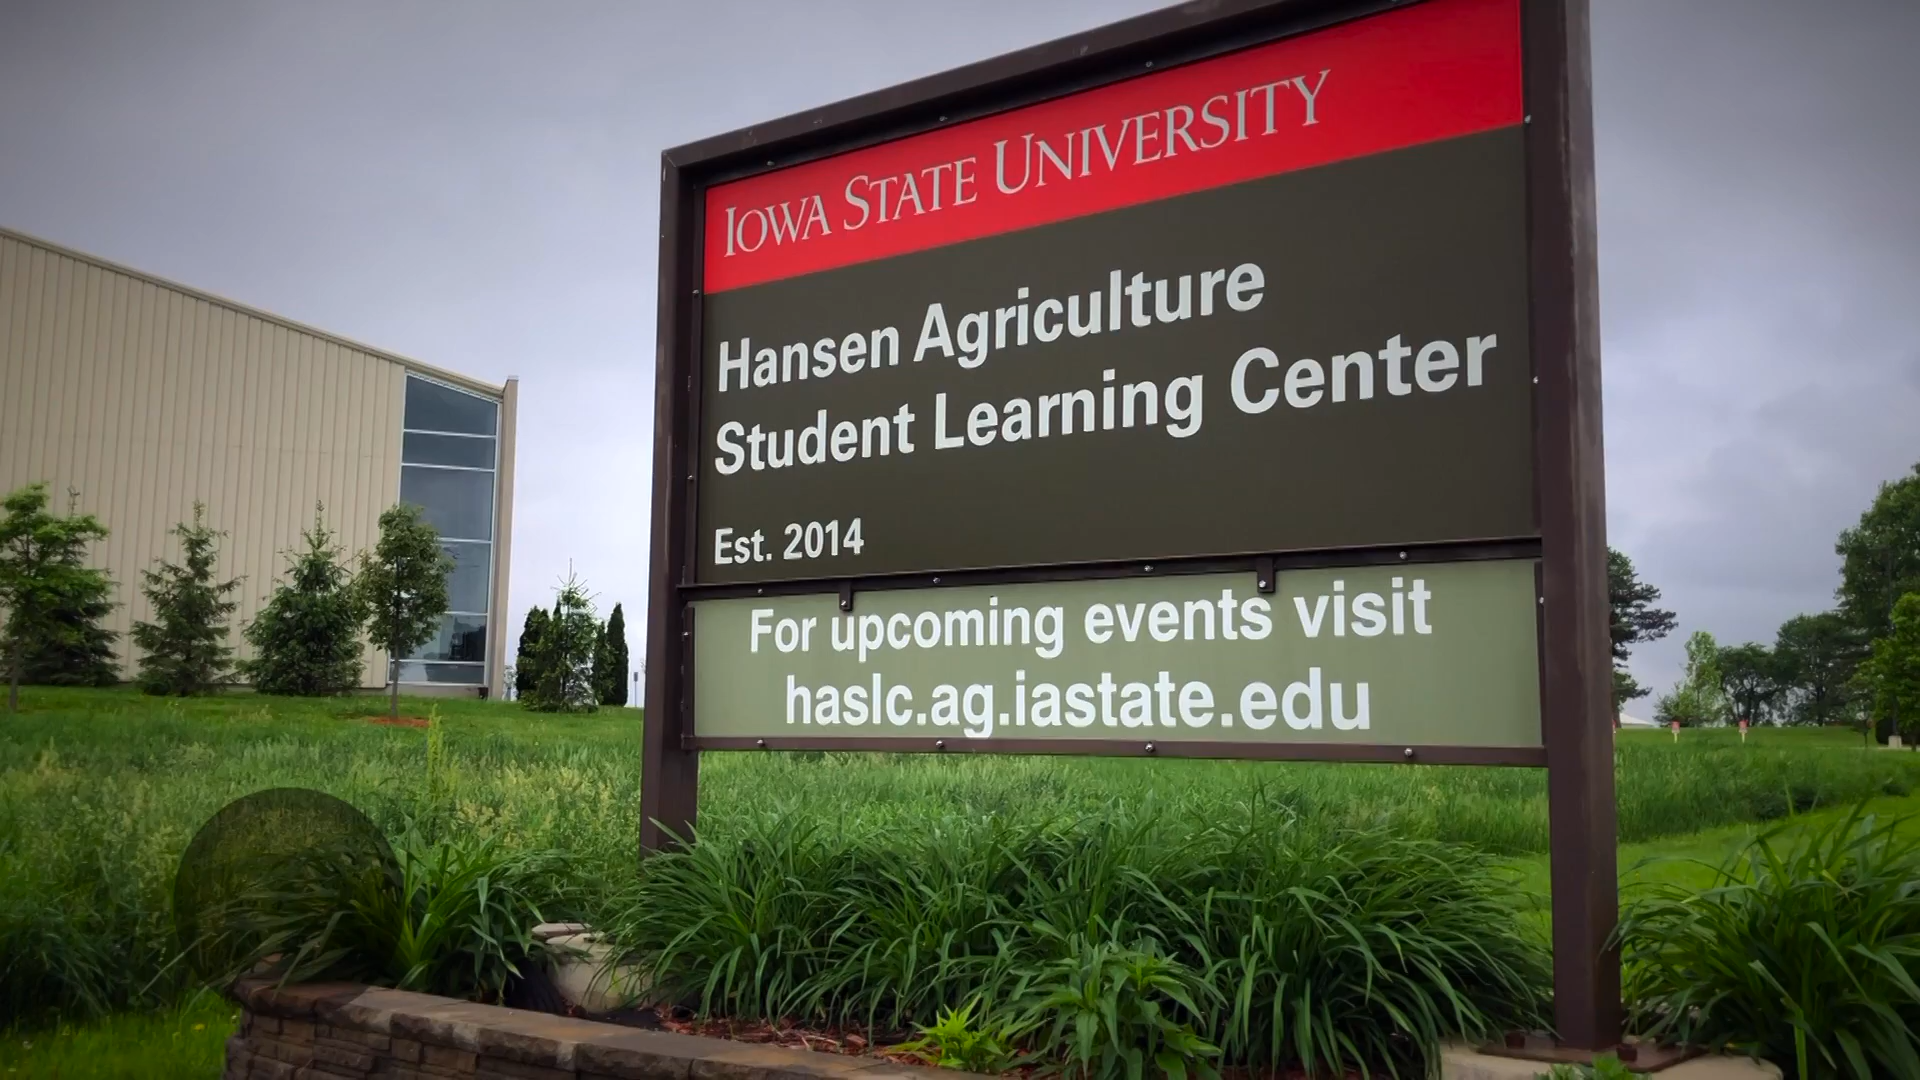 IOWA STATE UNIVERSITY
Hansen Agriculture
Student Learning Center
Est. 2014
For upcoming events visit
haslc.ag.iastate.edu